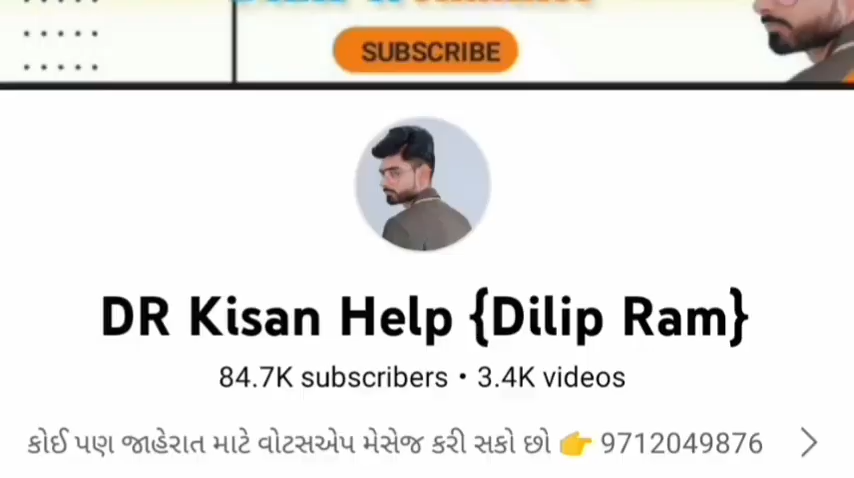 SUBSCRIBE
DR Kisan Help {Dilip Ram}
84.7K subscribers • 3.4K videos
કોઈ પણ જાહેરાત માટે વોટસએપ મેસેજ કરી સકો છો 👉 9712049876